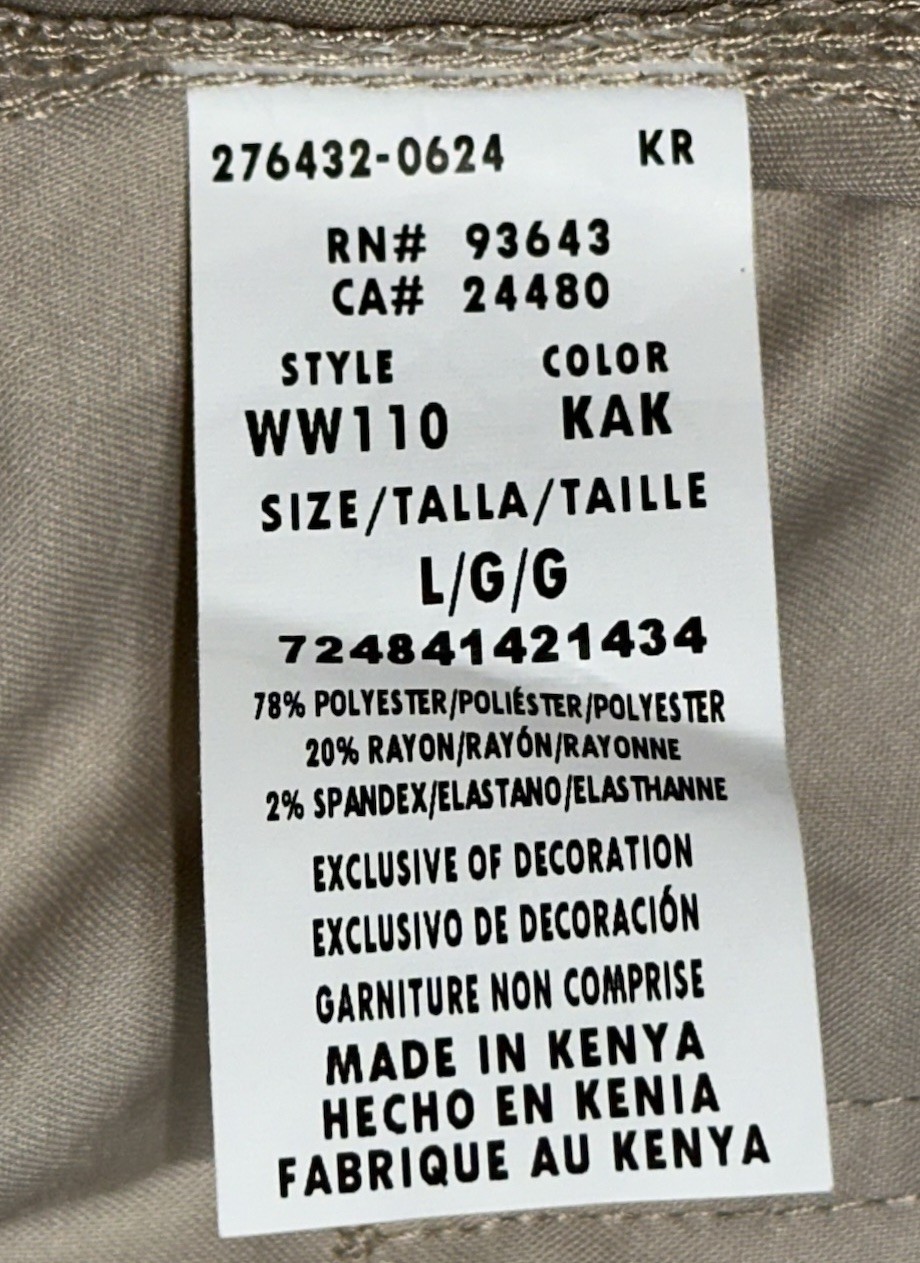 276432-0624 KR
RN# 93643
CA# 24480
STYLE COLOR
WW110 KAK
SIZE/TALLA/TAILLE
L/G/G
724841421434
78% POLYESTER/POLIÉSTER/POLYESTER
20% RAYON/RAYÓN/RAYONNE
2% SPANDEX/ELASTANO/ELASTHANNE
EXCLUSIVE OF DECORATION
EXCLUSIVO DE DECORACIÓN
GARNITURE NON COMPRISE
MADE IN KENYA
HECHO EN KENIA
FABRIQUE AU KENYA